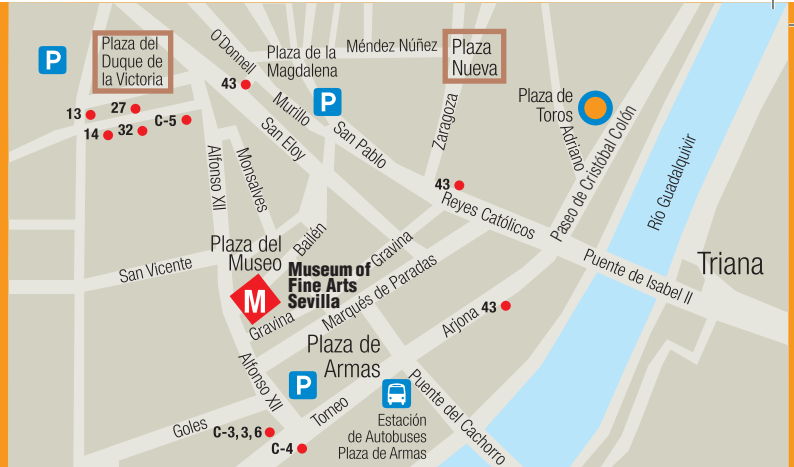 P
Plaza del
Duque de
la Victoria
O'Donnell
Plaza de la
Magdalena
Méndez Núñez
Plaza
Nueva
43
Murillo
P
Plaza de
Toros
13
27
14
32
C-5
San Eloy
San Pablo
Zaragoza
Adriano
Paseo de Cristóbal Colón
Río Guadalquivir
Alfonso XII
Monsalves
43
Reyes Católicos
Bailén
Plaza del
Museo
San Vicente
Gravina
Puente de Isabel II
Triana
M
Museum of
Fine Arts
Sevilla
Marqués de Paradas
Gravina
Arjona
43
Plaza de
Armas
Alfonso XII
P
Puente del Cachorro
Torneo
Goles
Estación
de Autobuses
Plaza de Armas
C-3, 3, 6
C-4